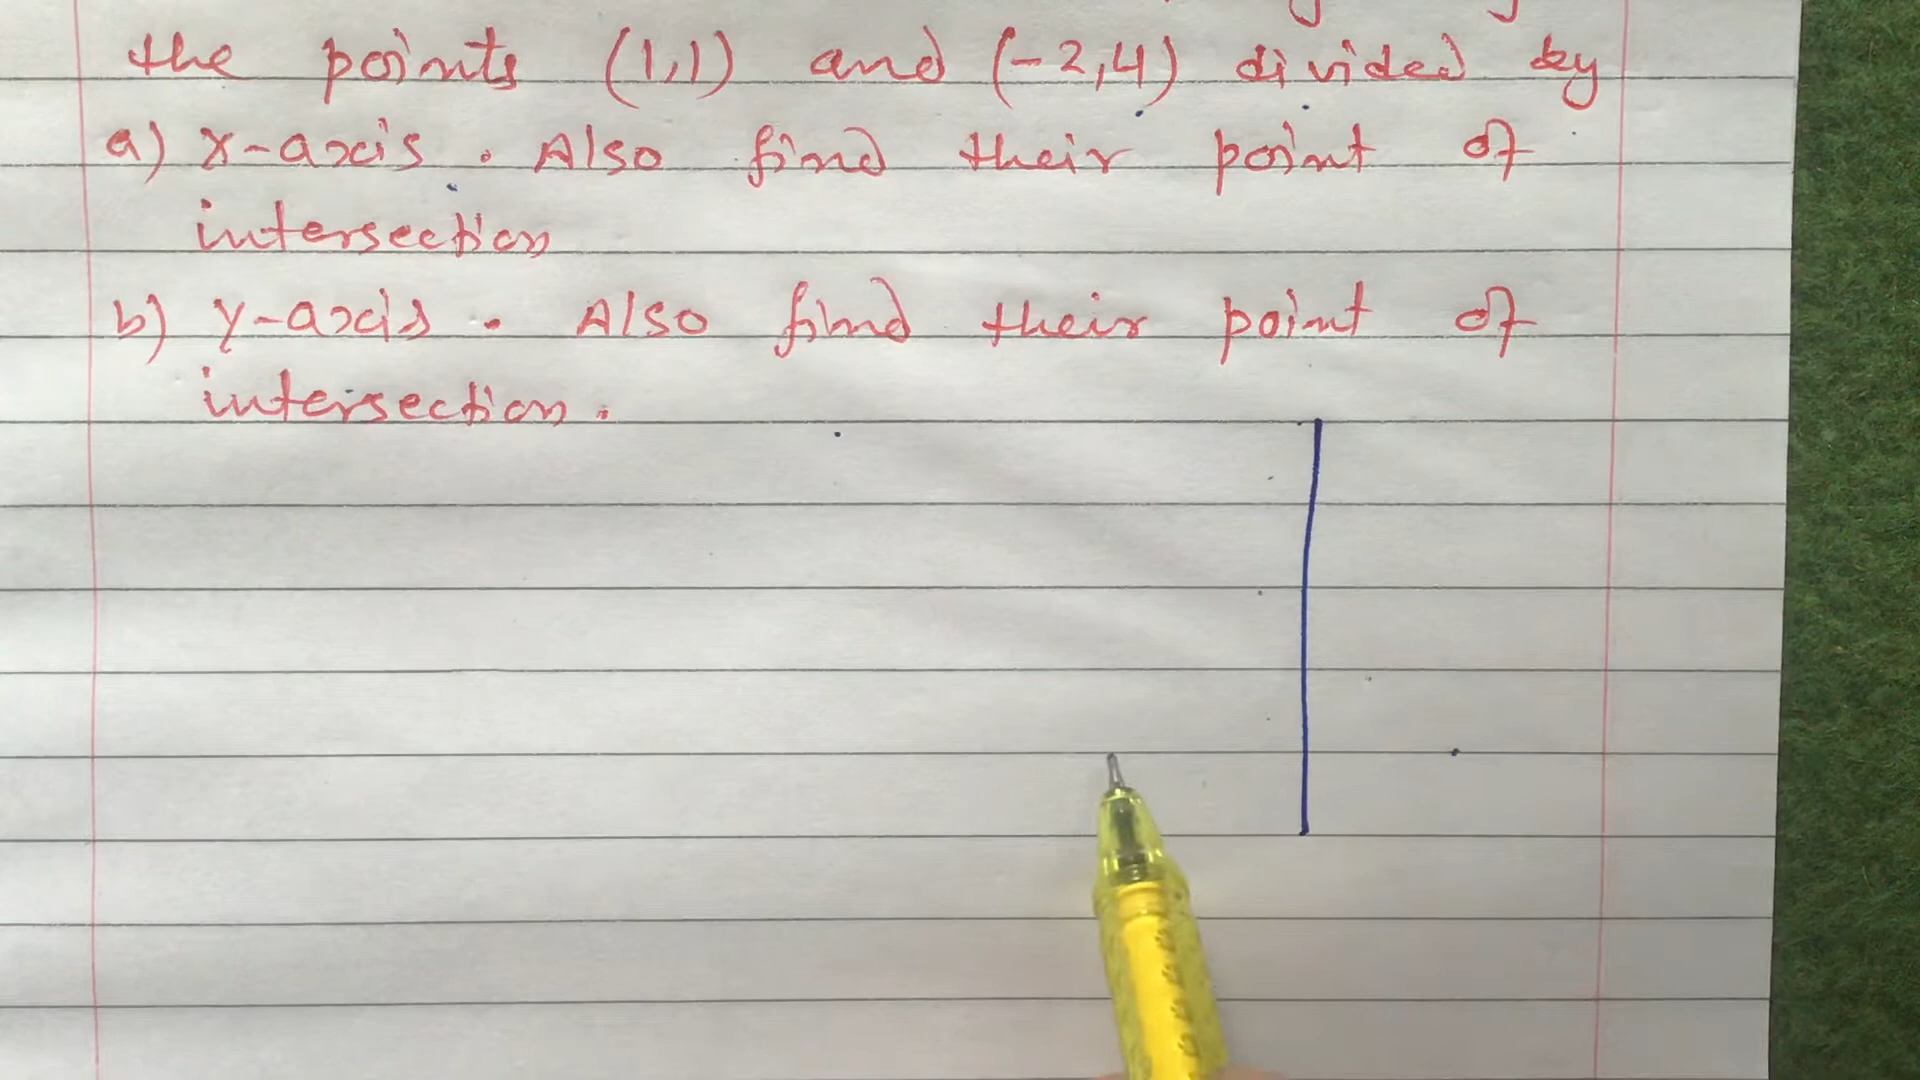 the points (1,1) and (-2,4) divided by
a) x-axis. Also find their point of
intersection
b) y-axis. Also find their point of
intersection.